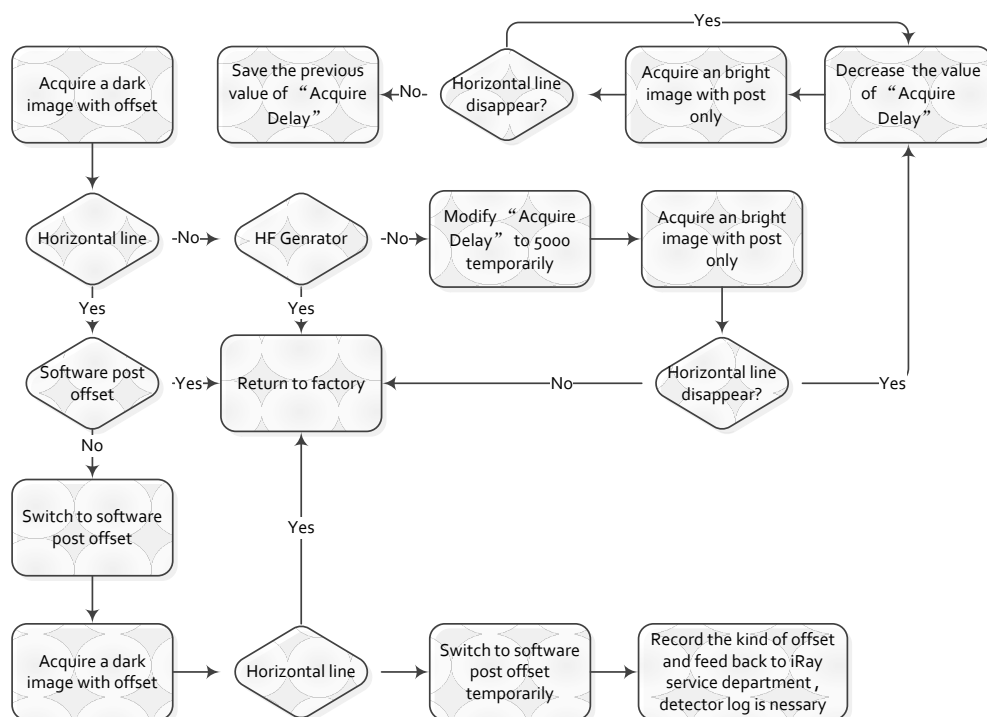 Yes
Acquire a dark
image with offset
Save the previous
value of “Acquire
Delay”
No
Horizontal line
disappear?
Acquire an bright
image with post
only
Decrease the value
of “Acquire
Delay”
Horizontal line
No
HF Genrator
No
Modify “Acquire
Delay” to 5000
temporarily
Acquire an bright
image with post
only
Yes
Yes
Software post
offset
Yes
Return to factory
No
Horizontal line
disappear?
Yes
No
Switch to software
post offset
Yes
Acquire a dark
image with offset
Horizontal line
Switch to software
post offset
temporarily
Record the kind of offset
and feed back to iRay
service department ,
detector log is nessary